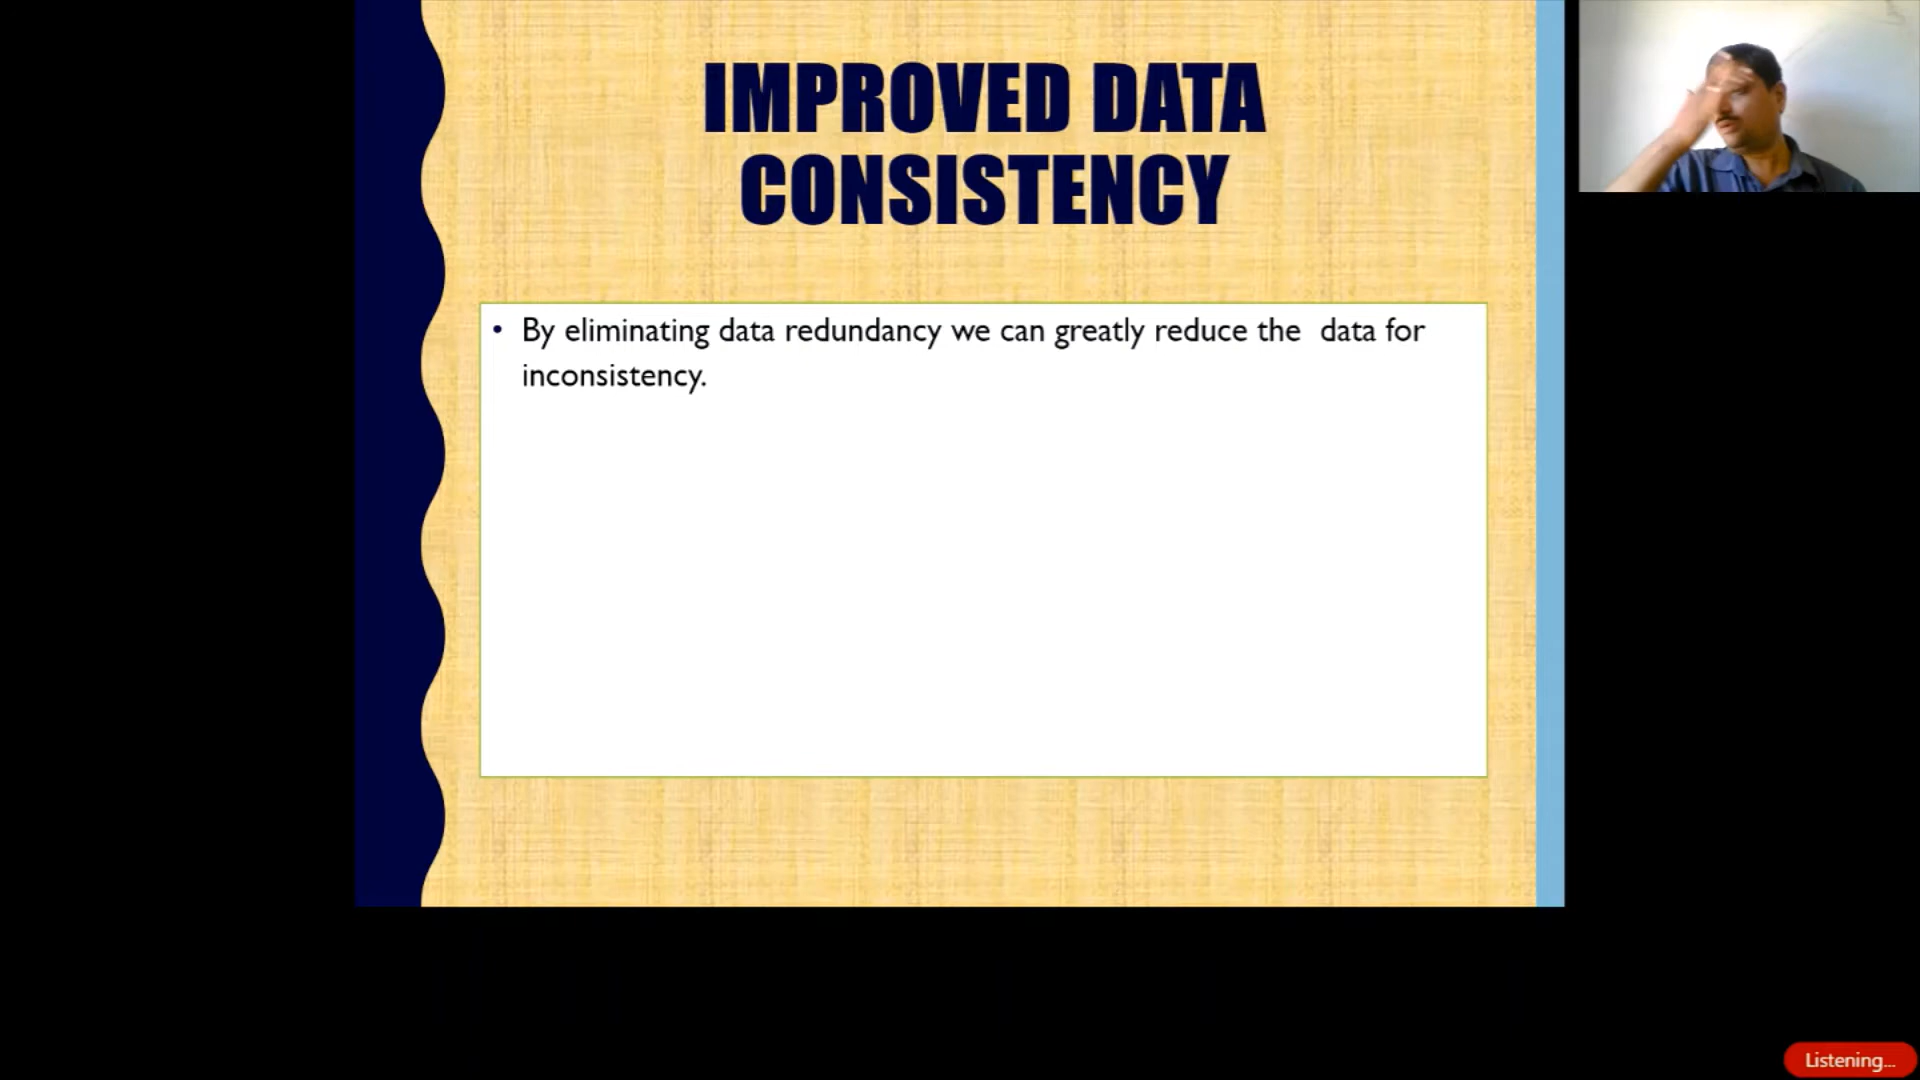 IMPROVED DATA
CONSISTENCY
• By eliminating data redundancy we can greatly reduce the  data for
inconsistency.
Listening...